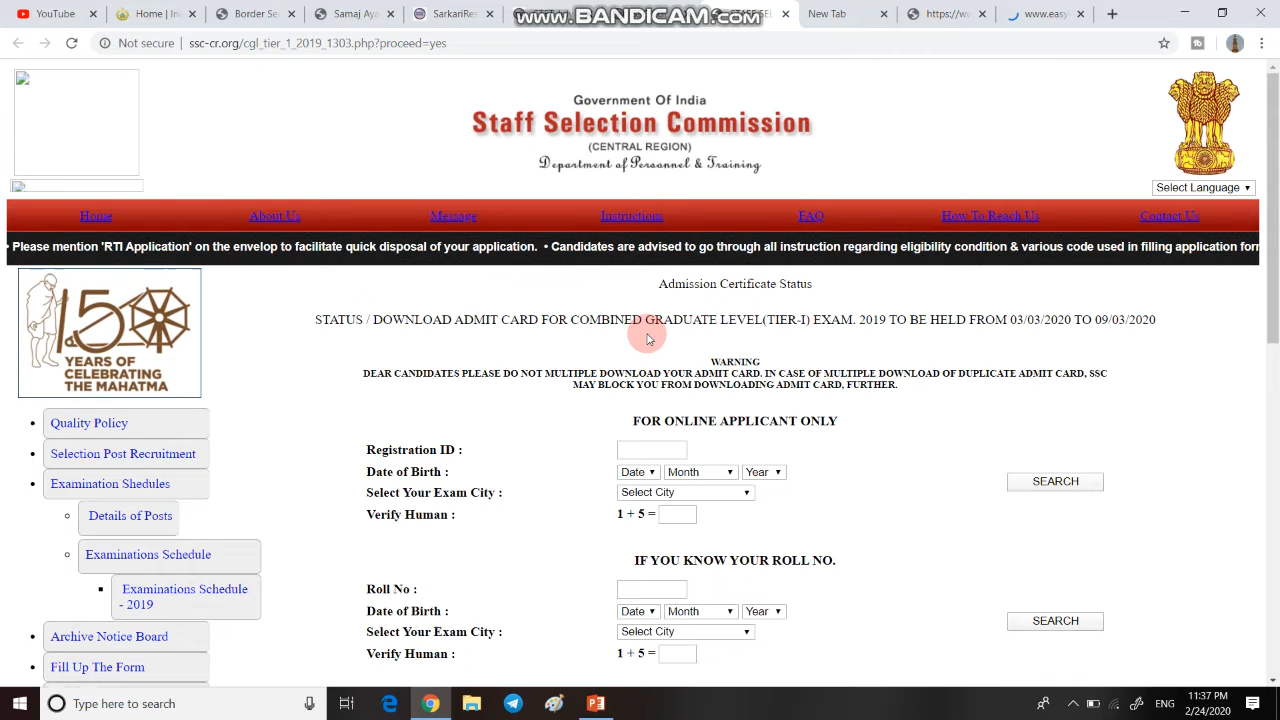 YouTube
Home | In
Border Se
Samaj Ayo
SarkariRes
www.BANDICAM.com
New Tab
https://w
www.easy
Not secure
ssc-cr.org/cgl_tier_1_2019_1303.php?proceed=yes
Government Of India
Staff Selection Commission
(CENTRAL REGION)
Department of Personnel & Training
Select Language
Home
About Us
Message
Instructions
FAQ
How To Reach Us
Contact Us
• Please mention 'RTI Application' on the envelop to facilitate quick disposal of your application. • Candidates are advised to go through all instruction regarding eligibility condition & various code used in filling application for
150
YEARS OF
CELEBRATING
THE MAHATMA
Admission Certificate Status
STATUS / DOWNLOAD ADMIT CARD FOR COMBINED GRADUATE LEVEL(TIER-I) EXAM. 2019 TO BE HELD FROM 03/03/2020 TO 09/03/2020
WARNING
DEAR CANDIDATES PLEASE DO NOT MULTIPLE DOWNLOAD YOUR ADMIT CARD. IN CASE OF MULTIPLE DOWNLOAD OF DUPLICATE ADMIT CARD, SSC
MAY BLOCK YOU FROM DOWNLOADING ADMIT CARD, FURTHER.
FOR ONLINE APPLICANT ONLY
Registration ID :
Date of Birth : Date Month Year
Select Your Exam City : Select City
SEARCH
Verify Human : 1 + 5 =
IF YOU KNOW YOUR ROLL NO.
Roll No :
Date of Birth : Date Month Year
Select Your Exam City : Select City
SEARCH
Verify Human : 1 + 5 =
Quality Policy
Selection Post Recruitment
Examination Shedules
Details of Posts
Examinations Schedule
Examinations Schedule
- 2019
Archive Notice Board
Fill Up The Form
Type here to search
ENG
11:37 PM
2/24/2020